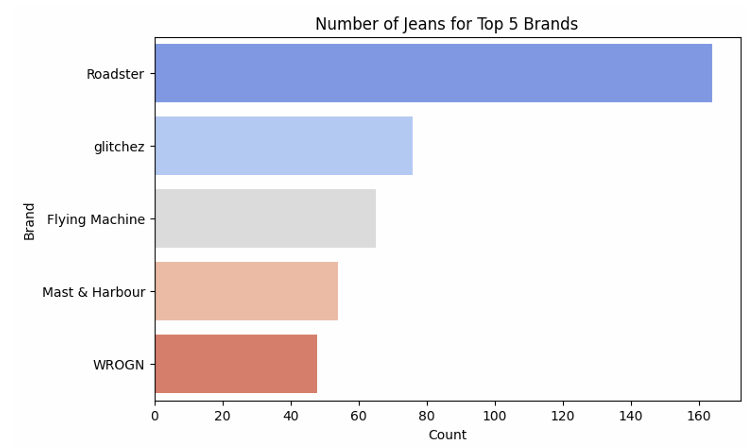 Number of Jeans for Top 5 Brands
Roadster
glitchez
Flying Machine
Mast & Harbour
WROGN
Brand
0 20 40 60 80 100 120 140 160
Count